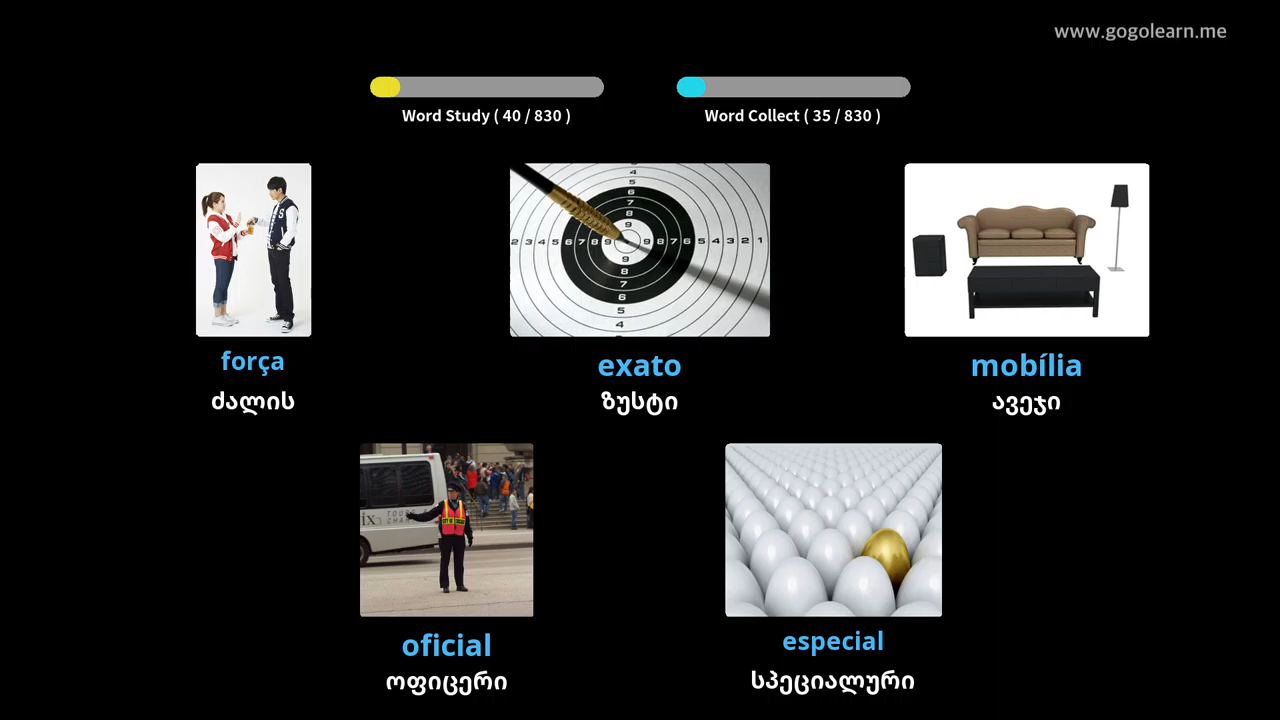 www.gogolearn.me
Word Study ( 40 / 830 )
Word Collect ( 35 / 830 )
força
ძალის
exato
ზუსტი
mobília
ავეჯი
oficial
ოფიცერი
especial
სპეციალური